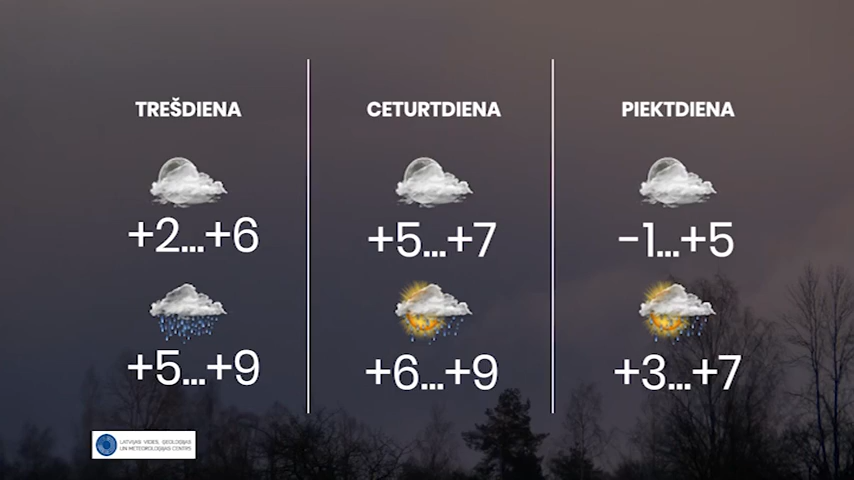 TREŠDIENA
+2...+6
+5...+9
CETURTDIENA
+5...+7
+6...+9
PIEKTDIENA
-1...+5
+3...+7
LATVIJAS VIDES, ĢEOLOĢIJAS
UN METEOROLOĢIJAS CENTRS